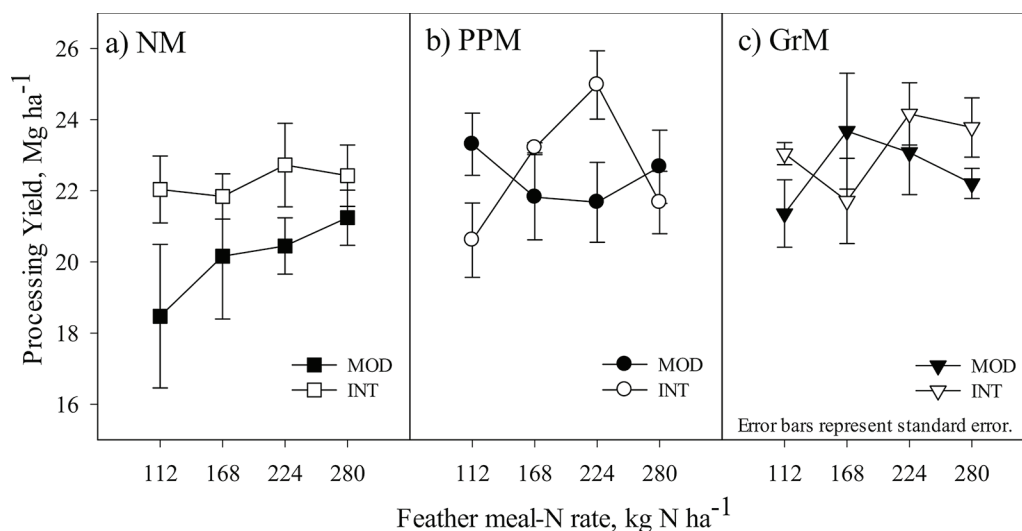 a) NM
b) PPM
c) GrM
Processing Yield, Mg ha⁻¹
26
24
22
20
18
16
MOD
INT
MOD
INT
MOD
INT
Error bars represent standard error.
112 168 224 280
112 168 224 280
112 168 224 280
Feather meal-N rate, kg N ha⁻¹